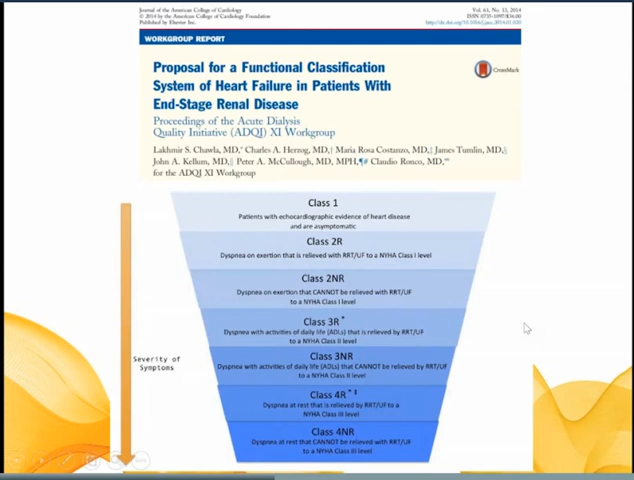 Journal of the American College of Cardiology
© 2014 by the American College of Cardiology Foundation
Published by Elsevier Inc.
Vol. 63, No. 13, 2014
ISSN 0735-1097/$36.00
WORKGROUP REPORT
Proposal for a Functional Classification
System of Heart Failure in Patients With
End-Stage Renal Disease
CrossMark
Proceedings of the Acute Dialysis
Quality Initiative (ADQI) XI Workgroup
Lakhmir S. Chawla, MD,* Charles A. Herzog, MD,† Maria Rosa Costanzo, MD,‡ James Tumlin, MD,§
John A. Kellum, MD,|| Peter A. McCullough, MD, MPH,¶# Claudio Ronco, MD,**
for the ADQI XI Workgroup
Class 1
Patients with echocardiographic evidence of heart disease
and are asymptomatic
Class 2R
Dyspnea on exertion that is relieved with RRT/UF to a NYHA Class I level
Class 2NR
Dyspnea on exertion that CANNOT be relieved with RRT/UF
to a NYHA Class I level
Class 3R *
Dyspnea with activities of daily life (ADLs) that is relieved by RRT/UF
to a NYHA Class II level
Class 3NR
Dyspnea with activities of daily life (ADLs) that CANNOT be relieved by RRT/UF
to a NYHA Class II level
Class 4R * ‡
Dyspnea at rest that is relieved by RRT/UF to a
NYHA Class III level
Class 4NR
Dyspnea at rest that CANNOT be relieved with RRT/UF
to a NYHA Class III level
Severity of
Symptoms